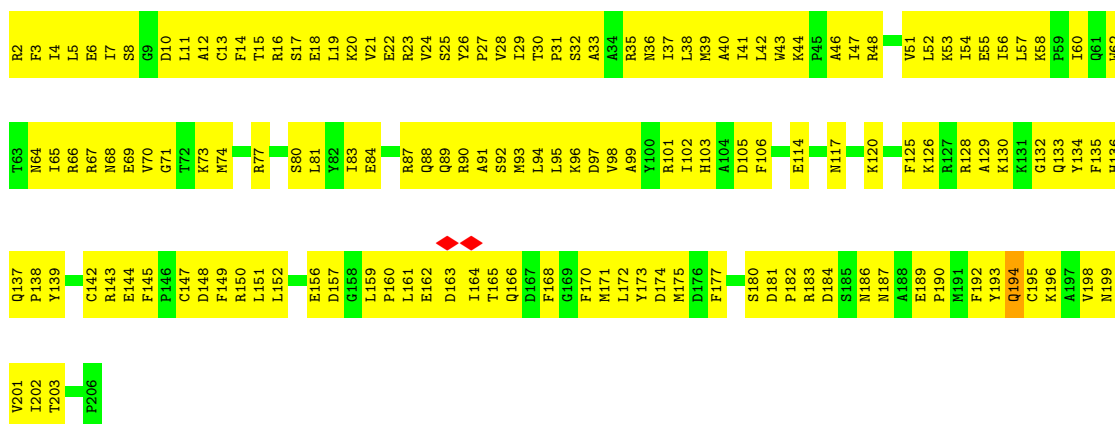 R2 F3 I4 L5 E6 I7 S8 G9 D10 L11 A12 C13 F14 T15 R16 S17 E18 L19 K20 V21 E22 R23 V24 S25 Y26 P27 V28 I29 T30 P31 S32 A33 A34 R35 N36 I37 L38 M39 A40 I41 L42 W43 K44 P45 A46 I47 R48 V51 L52 K53 I54 E55 I56 L57 K58 P59 I60 Q61 W62
T63 N64 I65 R66 R67 N68 E69 V70 G71 T72 K73 M74 R77 S80 L81 Y82 I83 E84 R87 Q88 Q89 R90 A91 S92 M93 L94 L95 K96 D97 V98 A99 Y100 R101 I102 H103 A104 D105 F106 E114 N117 K120 F125 K126 R127 R128 A129 K130 K131 G132 Q133 Y134 F135 H136
Q137 P138 Y139 C142 R143 E144 F145 P146 C147 D148 F149 R150 L151 L152 E156 D157 G158 L159 P160 L161 E162 D163 I164 T165 Q166 D167 F168 G169 F170 M171 L172 Y173 D174 M175 D176 F177 S180 D181 P182 R183 D184 S185 N186 N187 A188 E189 P190 M191 F192 Y193 Q194 C195 K196 A197 V198 N199
V201 I202 T203 P206